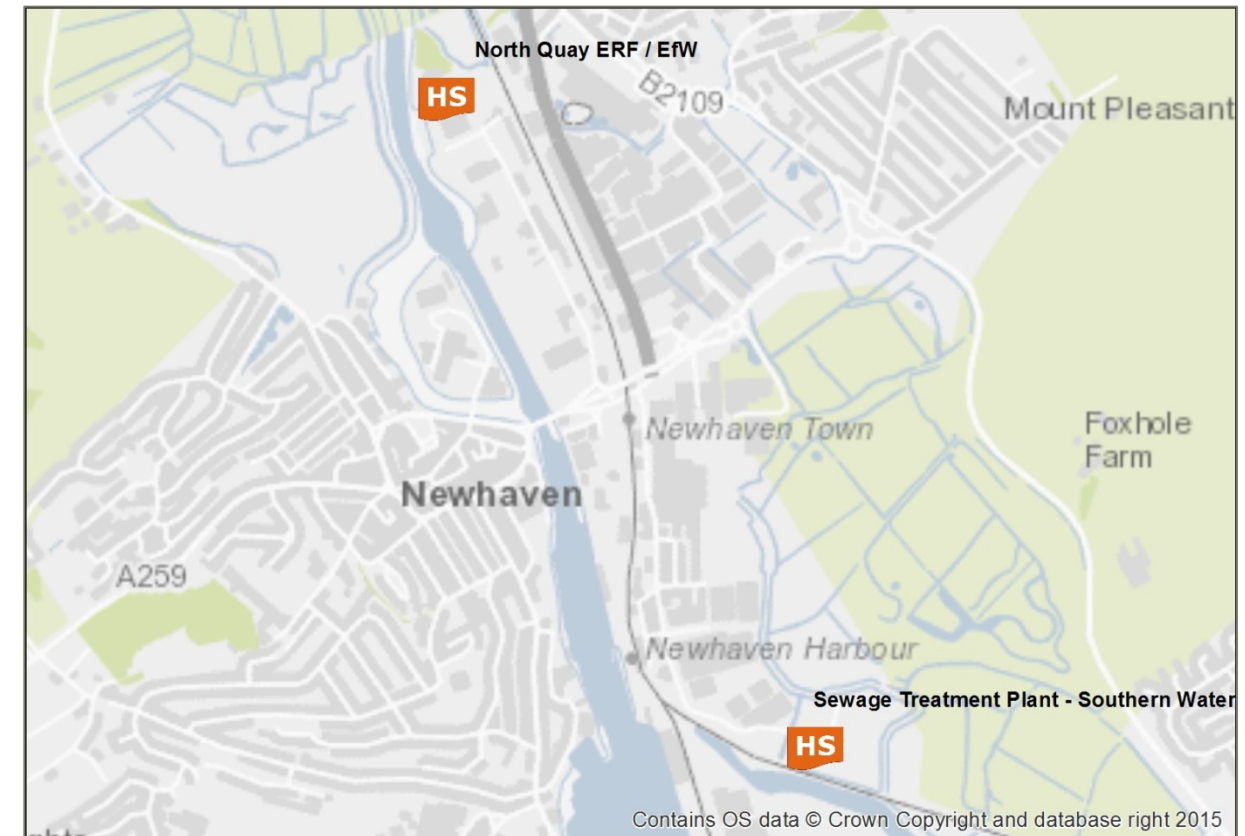 North Quay ERF / EfW
HS
B2109
Mount Pleasant
Newhaven Town
Foxhole
Farm
Newhaven
A259
Newhaven Harbour
Sewage Treatment Plant - Southern Water
HS
Contains OS data © Crown Copyright and database right 2015